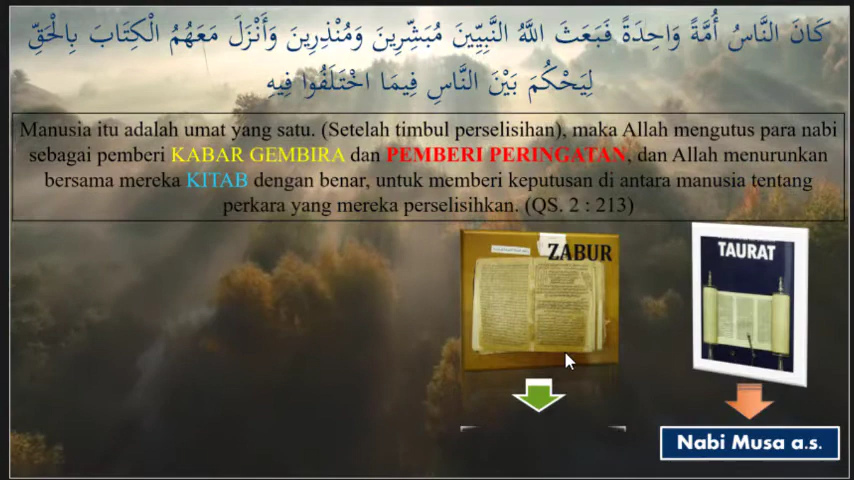 كَانَ النَّاسُ أُمَّةً وَاحِدَةً فَبَعَثَ اللَّهُ النَّبِيِّينَ مُبَشِّرِينَ وَمُنْذِرِينَ وَأَنْزَلَ مَعَهُمُ الْكِتَابَ بِالْحَقِّ
لِيَحْكُمَ بَيْنَ النَّاسِ فِيمَا اخْتَلَفُوا فِيهِ
Manusia itu adalah umat yang satu. (Setelah timbul perselisihan), maka Allah mengutus para nabi
sebagai pemberi KABAR GEMBIRA dan PEMBERI PERINGATAN, dan Allah menurunkan
bersama mereka KITAB dengan benar, untuk memberi keputusan di antara manusia tentang
perkara yang mereka perselisihkan. (QS. 2 : 213)
ZABUR
TAURAT
Nabi Musa a.s.